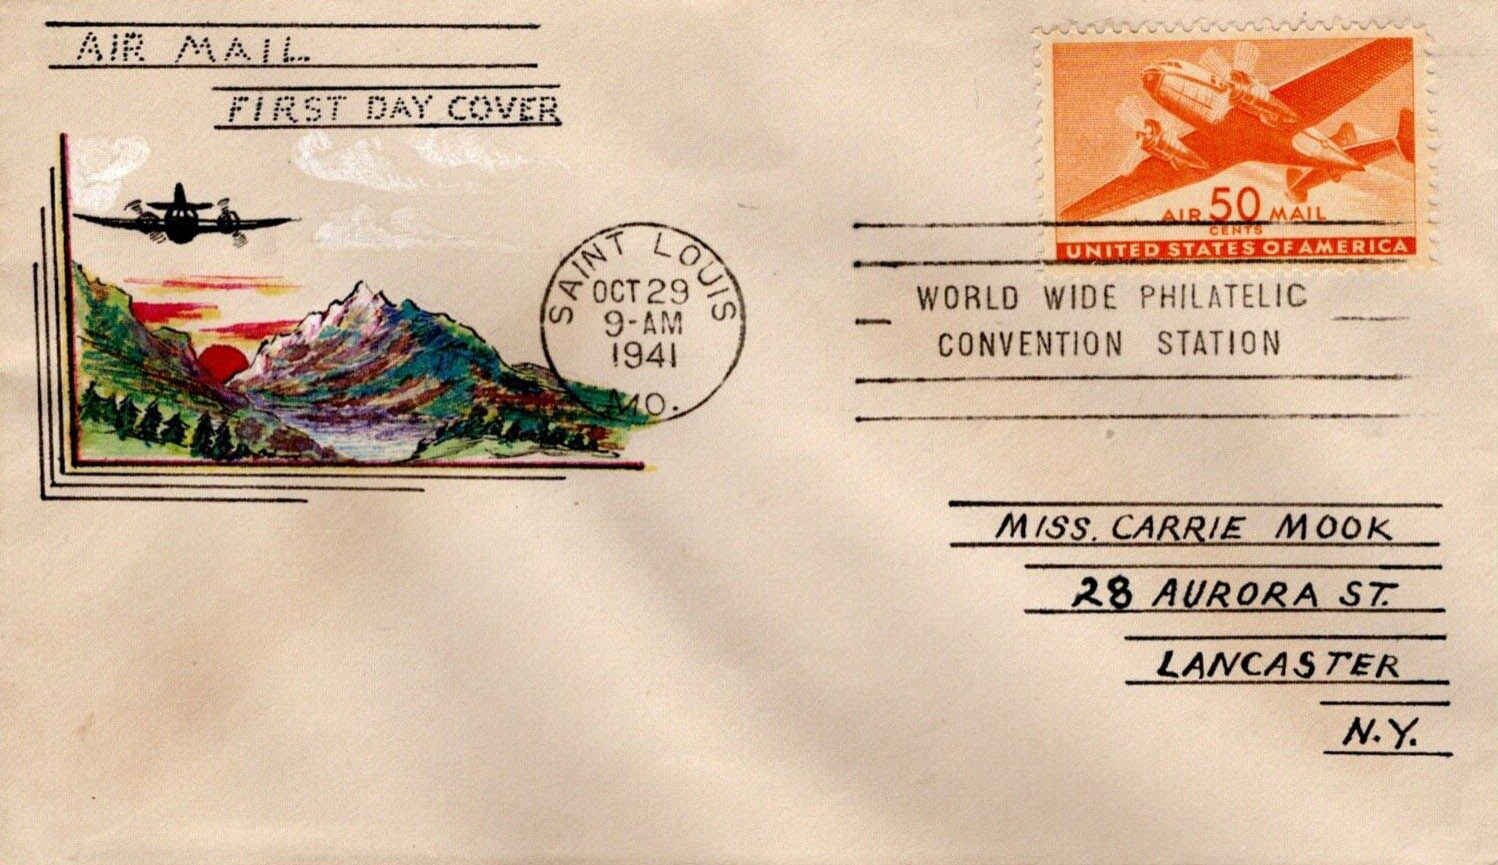 AIR MAIL
FIRST DAY COVER
AIR 50 MAIL
CENTS
UNITED STATES OF AMERICA
SAINT LOUIS
OCT 29
9-AM
1941
MO.
WORLD WIDE PHILATELIC
CONVENTION STATION
MISS. CARRIE MOOK
28 AURORA ST.
LANCASTER
N.Y.